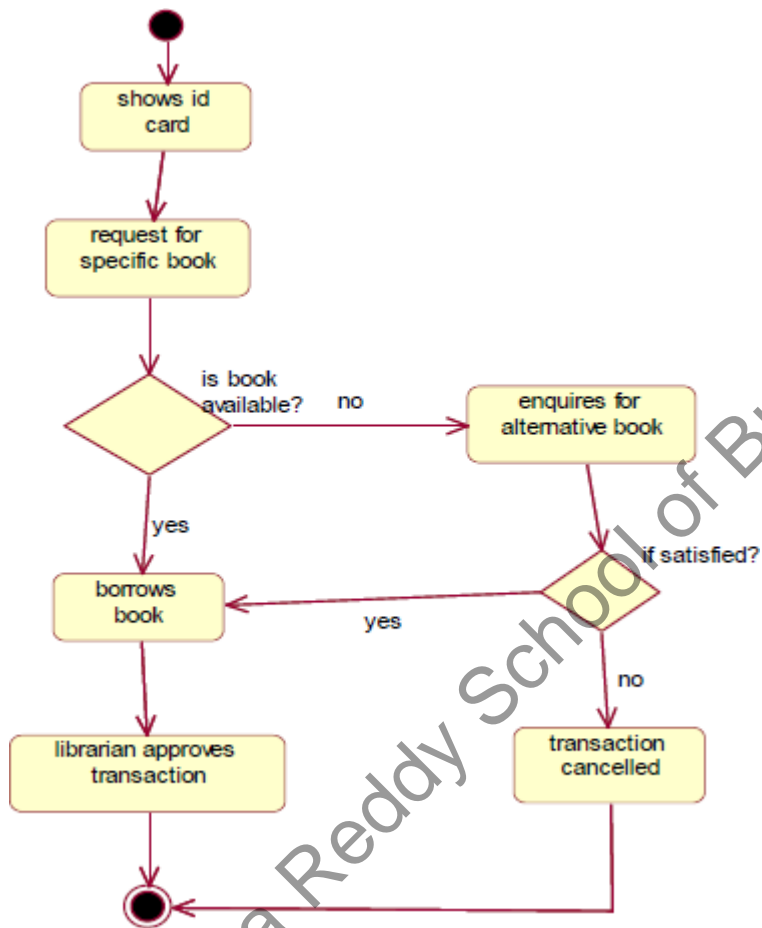 shows id
card
request for
specific book
is book
available?
no
enquires for
alternative book
yes
if satisfied?
borrows
book
yes
no
librarian approves
transaction
transaction
cancelled
Reddy School of